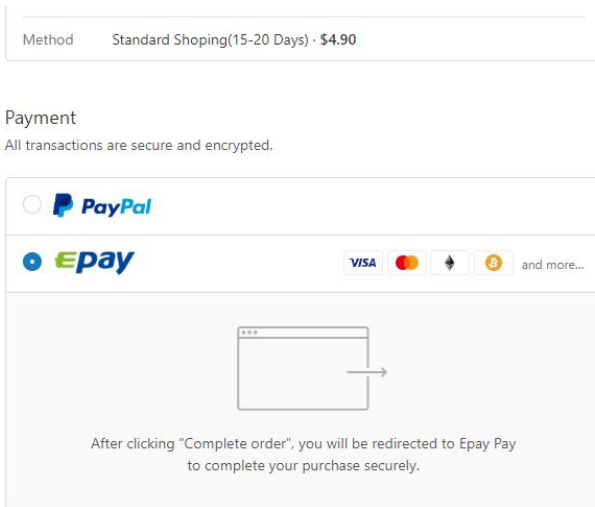 Method Standard Shoping(15-20 Days) · $4.90
Payment
All transactions are secure and encrypted.
PayPal
Epay VISA and more...
After clicking "Complete order", you will be redirected to Epay Pay
to complete your purchase securely.